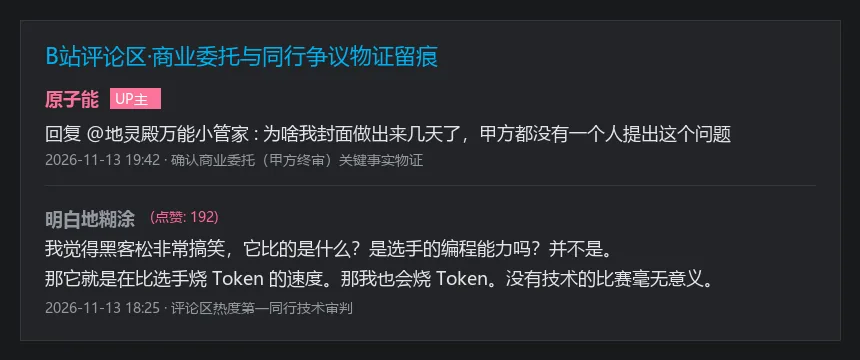 B站评论区·商业委托与同行争议物证留痕
原子能 UP主
回复 @地灵殿万能小管家 : 为啥我封面做出来几天了，甲方都没有一个人提出这个问题
2026-11-13 19:42 · 确认商业委托（甲方终审）关键事实物证
明白地糊涂 (点赞: 192)
我觉得黑客松非常搞笑，它比的是什么？是选手的编程能力吗？并不是。
那它就是在比选手烧 Token 的速度。那我也会烧 Token。没有技术的比赛毫无意义。
2026-11-13 18:25 · 评论区热度第一同行技术审判